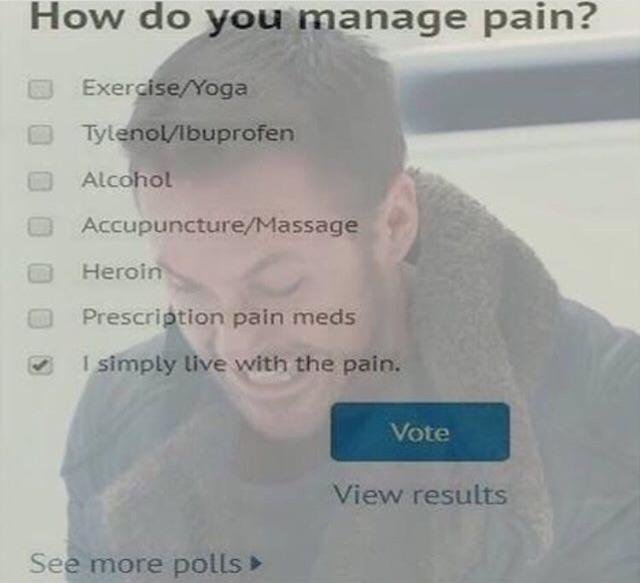 How do you manage pain?
Exercise/Yoga
Tylenol/Ibuprofen
Alcohol
Accupuncture/Massage
Heroin
Prescription pain meds
I simply live with the pain.
Vote
View results
See more polls